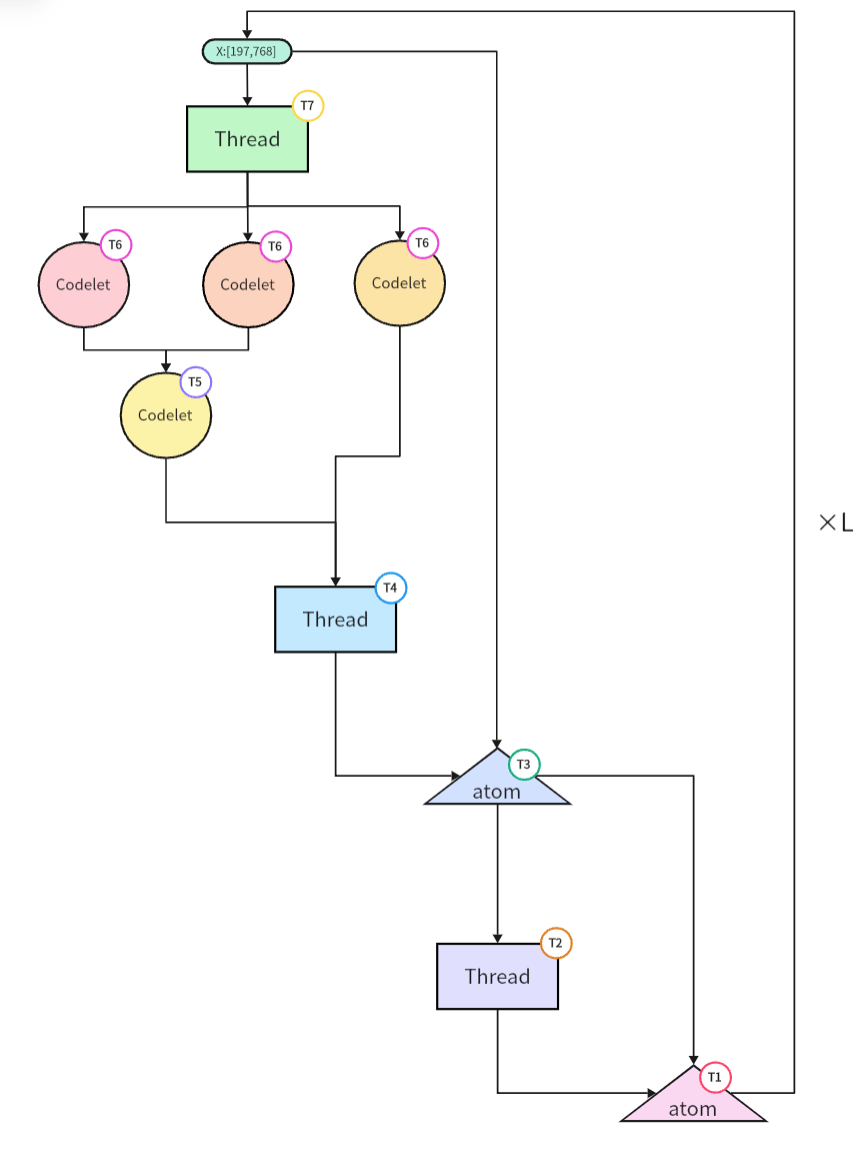 X:[197,768]
T7
Thread
T6
T6
T6
Codelet
Codelet
Codelet
T5
Codelet
×L
T4
Thread
T3
atom
T2
Thread
T1
atom